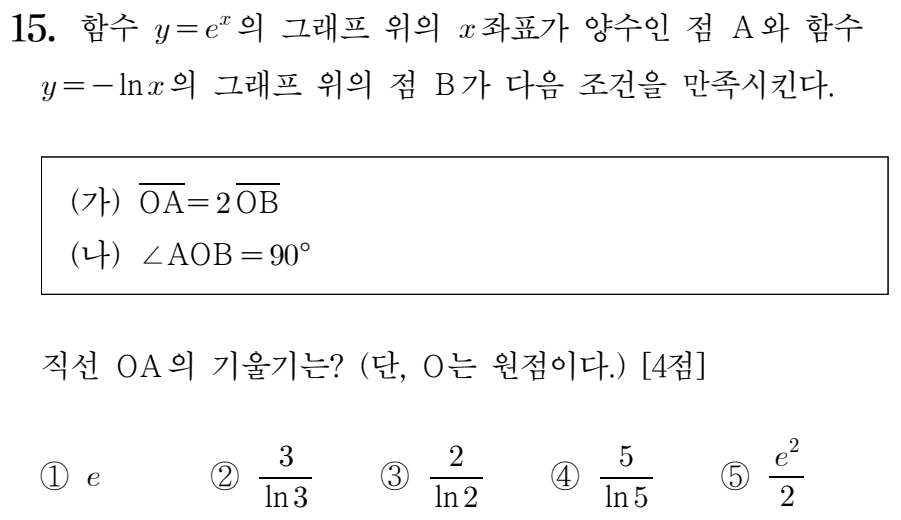 15. 함수 y=e^x의 그래프 위의 x좌표가 양수인 점 A와 함수
y=-ln x의 그래프 위의 점 B가 다음 조건을 만족시킨다.
(가) \overline{OA}=2\overline{OB}
(나) ∠AOB=90°
직선 OA의 기울기는? (단, O는 원점이다.) [4점]
① e ② 3/ln3 ③ 2/ln2 ④ 5/ln5 ⑤ e²/2